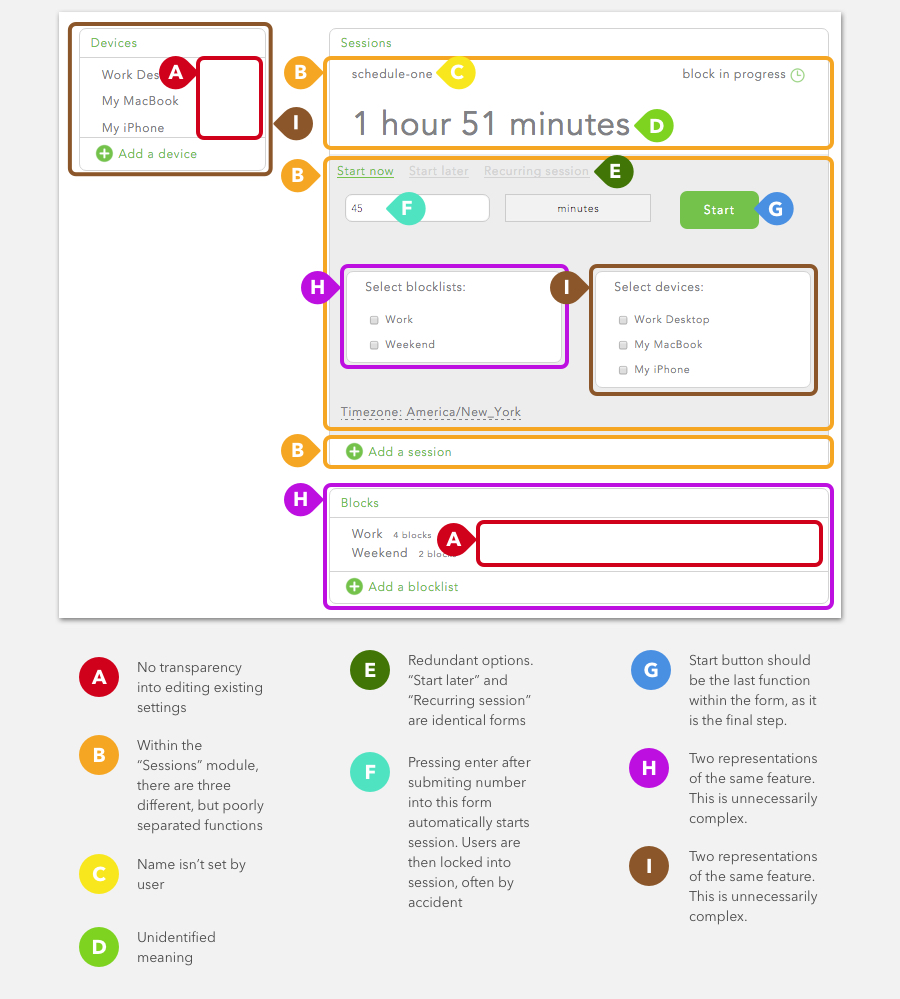 Devices
Work Des
A
My MacBook
My iPhone
Add a device
I
Sessions
B
schedule-one
C
block in progress
1 hour 51 minutes
D
B
Start now
Start later
Recurring session
E
45
F
minutes
Start
G
H
Select blocklists:
Work
Weekend
I
Select devices:
Work Desktop
My MacBook
My iPhone
Timezone: America/New_York
B
Add a session
H
Blocks
Work 4 blocks
Weekend 2 blocks
A
Add a blocklist
A
No transparency
into editing existing
settings
B
Within the
“Sessions” module,
there are three
different, but poorly
separated functions
C
Name isn’t set by
user
D
Unidentified
meaning
E
Redundant options.
“Start later” and
“Recurring session”
are identical forms
F
Pressing enter after
submiting number
into this form
automatically starts
session. Users are
then locked into
session, often by
accident
G
Start button should
be the last function
within the form, as it
is the final step.
H
Two representations
of the same feature.
This is unnecessarily
complex.
I
Two representations
of the same feature.
This is unnecessarily
complex.